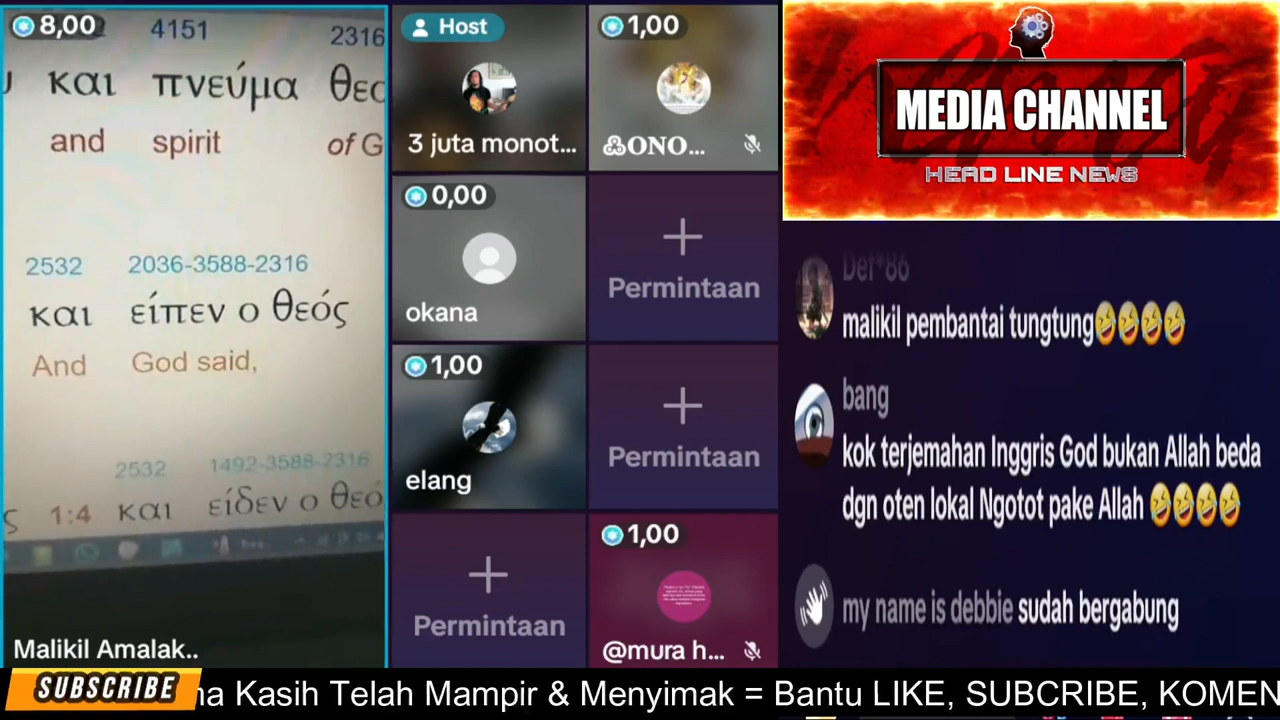 8,00
4151
2316
και πνεύμα
and spirit of G
2532 2036-3588-2316
και είπεν ο θεός
And God said,
2532 1492-3588-2316
1:4 και είδεν ο
Malikil Amalak..
Host
3 juta monot...
1,00
ONO...
0,00
okana
Permintaan
1,00
elang
Permintaan
Permintaan
1,00
@mura h...
MEDIA CHANNEL
HEAD LINE NEWS
Def*86
malikil pembantai tungtung🤣🤣🤣🤣
bang
kok terjemahan Inggris God bukan Allah beda
dgn oten lokal Ngotot pake Allah 🤣🤣🤣🤣
my name is debbie sudah bergabung
SUBSCRIBE
Kasih Telah Mampir & Menyimak = Bantu LIKE, SUBCRIBE, KOMEN